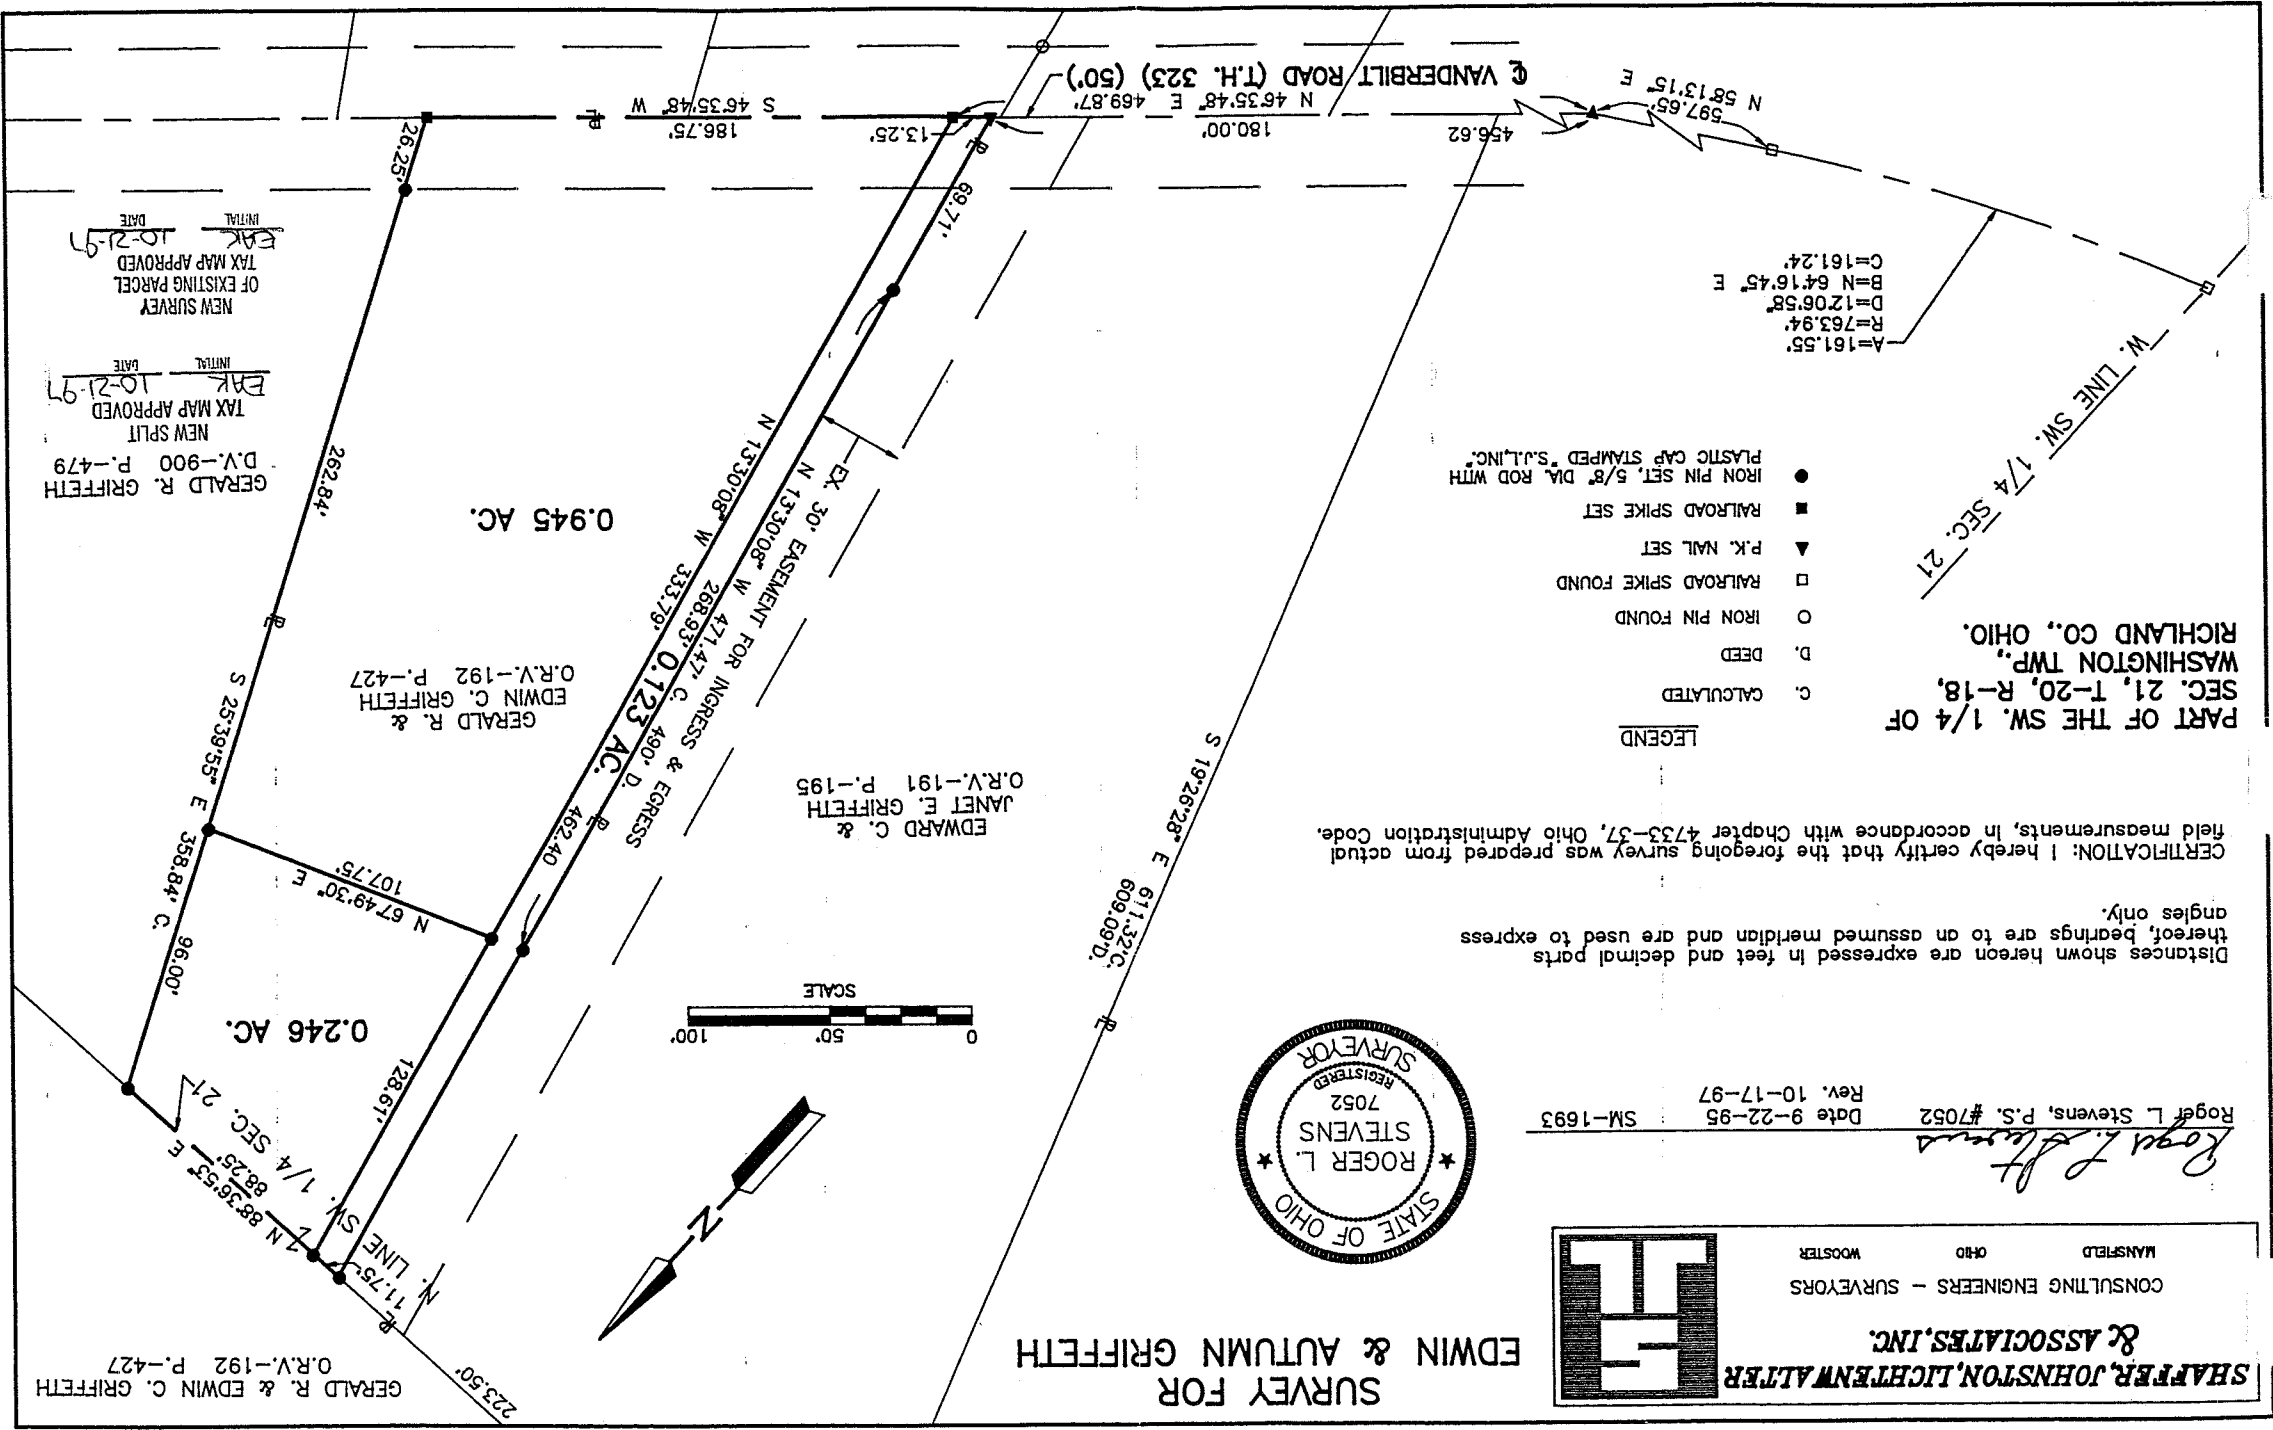 SHAFFER, JOHNSTON, LICHTENWALTER
& ASSOCIATES, INC.
CONSULTING ENGINEERS – SURVEYORS
MANSFIELD OHIO WOOSTER
SURVEY FOR
EDWIN & AUTUMN GRIFFETH
Roger L. Stevens
Roger L. Stevens, P.S. #7052
Date 9-22-95
Rev. 10-17-97
SM-1693
STATE OF OHIO
ROGER L.
STEVENS
7052
REGISTERED
SURVEYOR
Distances shown hereon are expressed in feet and decimal parts
thereof, bearings are to an assumed meridian and are used to express
angles only.
CERTIFICATION: I hereby certify that the foregoing survey was prepared from actual
field measurements, in accordance with Chapter 4733-37, Ohio Administration Code.
PART OF THE SW. 1/4 OF
SEC. 21, T-20, R-18,
WASHINGTON TWP.,
RICHLAND CO., OHIO.
LEGEND
C. CALCULATED
D. DEED
IRON PIN FOUND
RAILROAD SPIKE FOUND
P.K. NAIL SET
RAILROAD SPIKE SET
IRON PIN SET, 5/8" DIA. ROD WITH
PLASTIC CAP STAMPED "S.J.L,INC."
W. LINE SW. 1/4 SEC. 21
A=161.55'
R=763.94'
D=12°06'58"
B=N 64°16'45" E
C=161.24'
N 58°13'15" E
597.65'
456.62
180.00'
N 46°35'48" E 469.87'
℄ VANDERBILT ROAD (T.H. 323) (50')
13.25'
186.75'
S 46°35'48" W
26.25'
69.71'
262.84'
S 25°39'55" E 358.84' C.
96.00'
N 13°30'08" W 333.79'
N 13°30'08" W 471.47' C. 490' D.
268.93'
0.123 AC.
462.40
EX. 30' EASEMENT FOR INGRESS & EGRESS
S 19°26'28" E 611.32'C.
609.09'D.
0.945 AC.
GERALD R. &
EDWIN C. GRIFFETH
O.R.V.-192 P.-427
EDWARD C. &
JANET E. GRIFFETH
O.R.V.-191 P.-195
N 67°49'30" E
107.75'
0.246 AC.
128.61'
N 88°36'53" E
88.25'
11.75'
N. LINE SW. 1/4 SEC. 21
223.50'
GERALD R. & EDWIN C. GRIFFETH
O.R.V.-192 P.-427
GERALD R. GRIFFETH
D.V.-900 P.-479
NEW SPLIT
TAX MAP APPROVED
EAK 10-21-97
INITIAL DATE
NEW SURVEY
OF EXISTING PARCEL
TAX MAP APPROVED
EAK 10-21-97
INITIAL DATE
N
0 50' 100'
SCALE